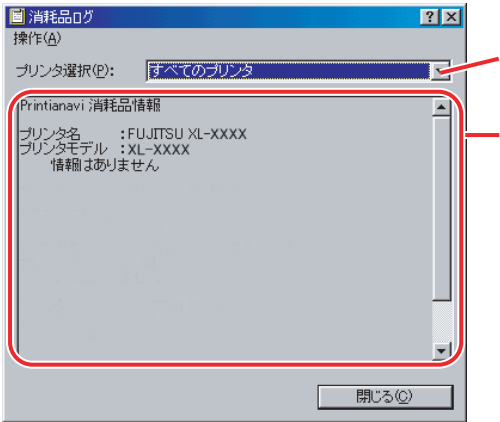 消耗品ログ
操作(A)
プリンタ選択(P): すべてのプリンタ
Printianavi 消耗品情報
プリンタ名 :FUJITSU XL-XXXX
プリンタモデル :XL-XXXX
情報はありません
閉じる(C)